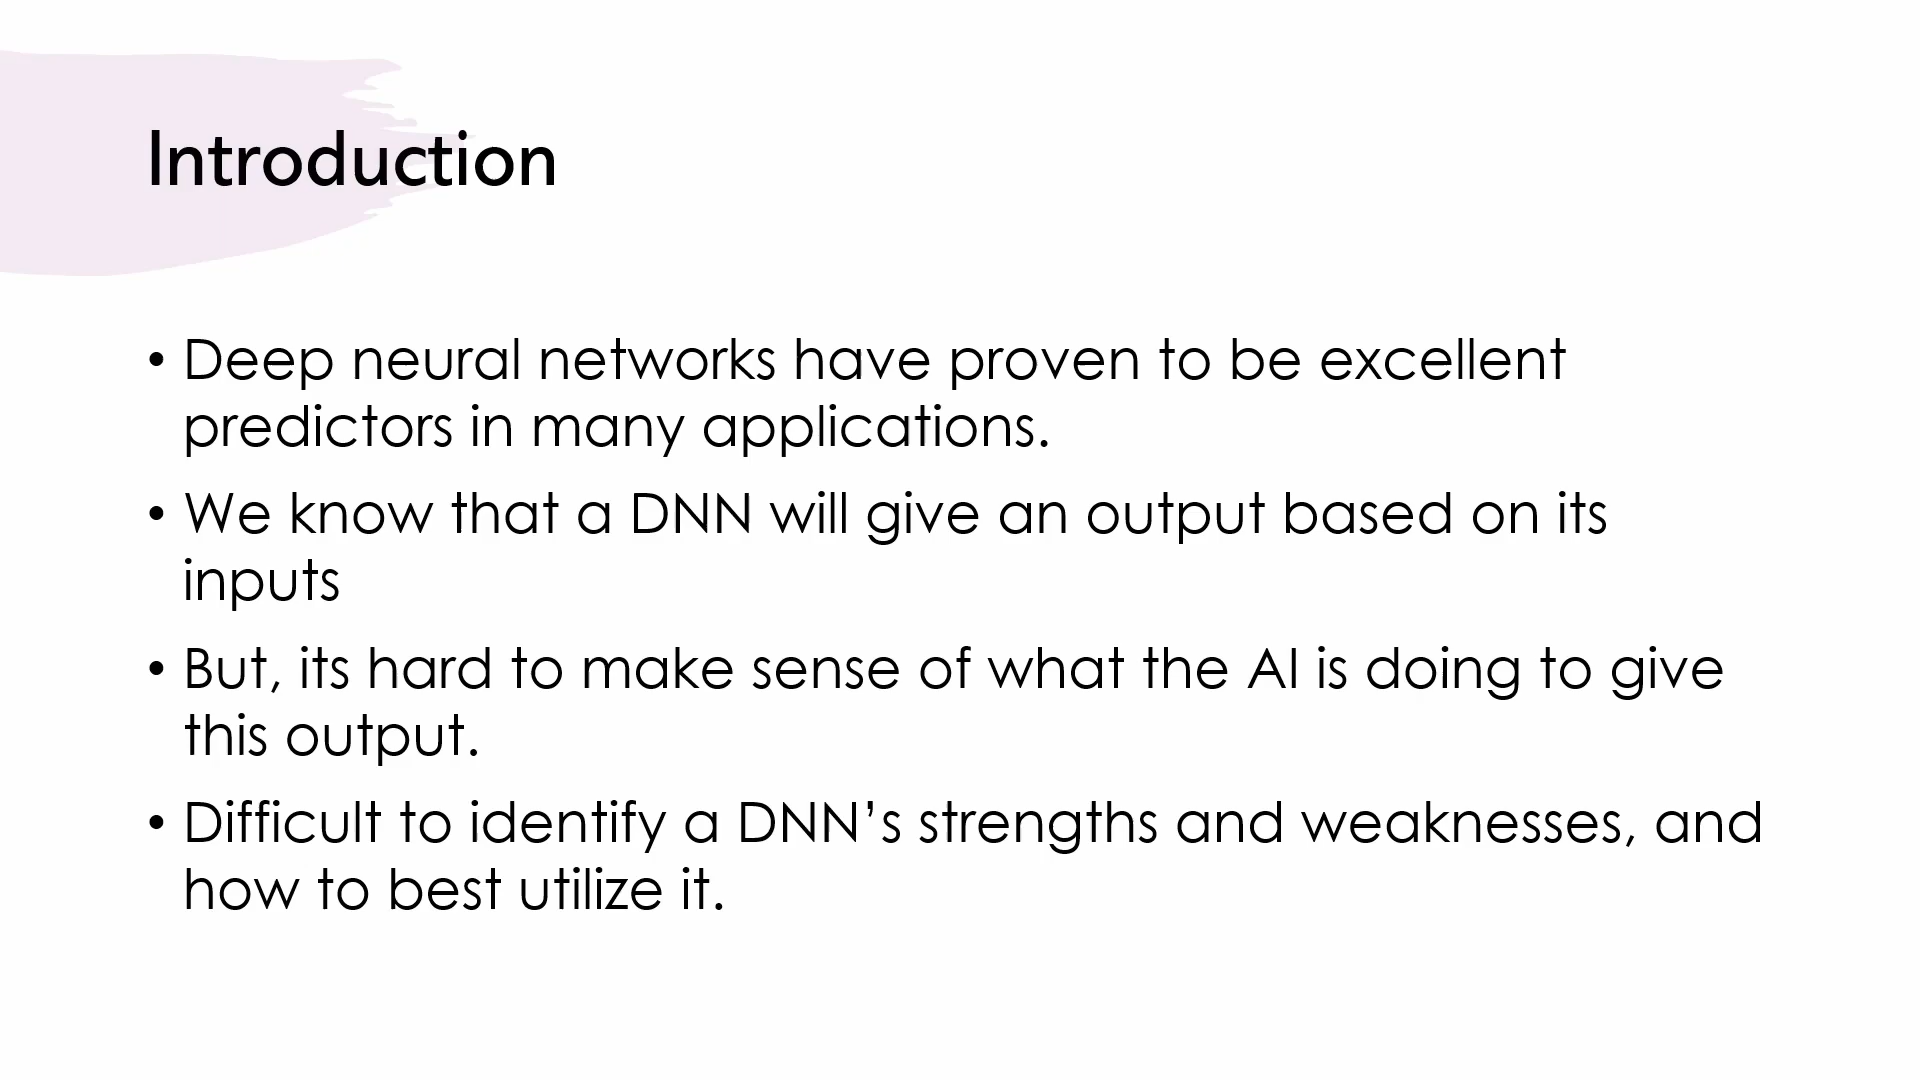 Introduction
• Deep neural networks have proven to be excellent
predictors in many applications.
• We know that a DNN will give an output based on its
inputs
• But, its hard to make sense of what the AI is doing to give
this output.
• Difficult to identify a DNN’s strengths and weaknesses, and
how to best utilize it.